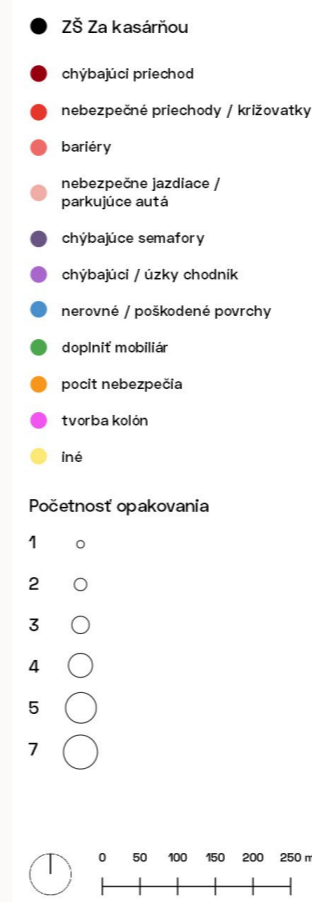 ZŠ Za kasárňou
chýbajúci priechod
nebezpečné priechody / križovatky
bariéry
nebezpečne jazdiace /
parkujúce autá
chýbajúce semafory
chýbajúci / úzky chodník
nerovné / poškodené povrchy
doplniť mobiliár
pocit nebezpečia
tvorba kolón
iné
Početnosť opakovania
1
2
3
4
5
7
0 50 100 150 200 250 m